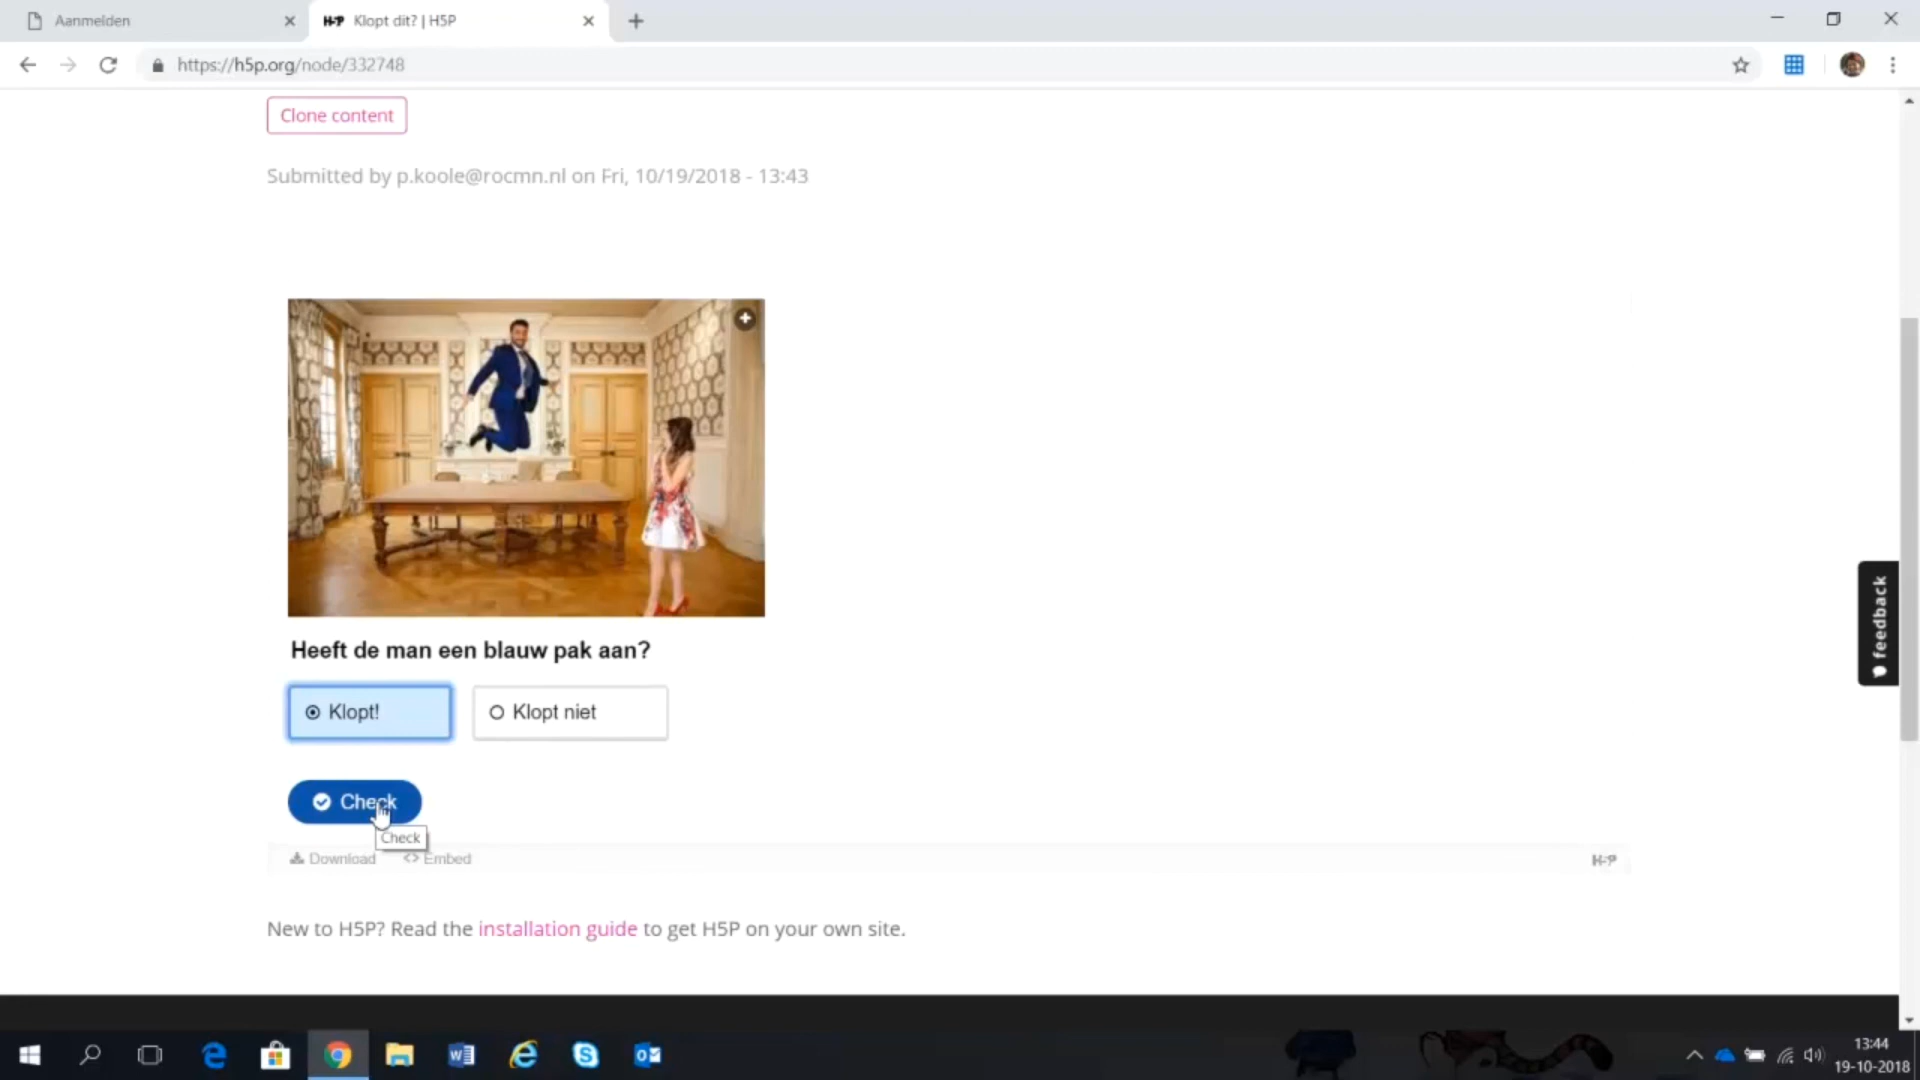 Aanmelden
H-P Klopt dit? | H5P
https://h5p.org/node/332748
Clone content
Submitted by p.koole@rocmn.nl on Fri, 10/19/2018 - 13:43
Heeft de man een blauw pak aan?
Klopt!
Klopt niet
Check
Check
Download
Embed
H-P
feedback
New to H5P? Read the installation guide to get H5P on your own site.
13:44
19-10-2018